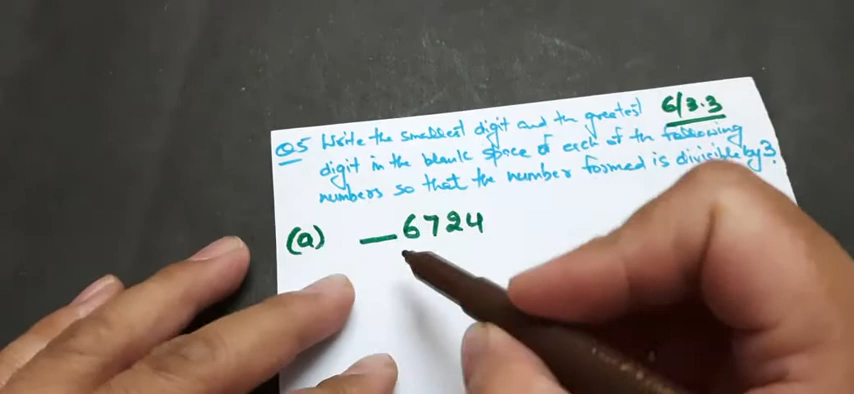 6/3.3
Q5 Write the smallest digit and the greatest
digit in the blank space of each of the following
numbers so that the number formed is divisible by 3.
(a) __6724